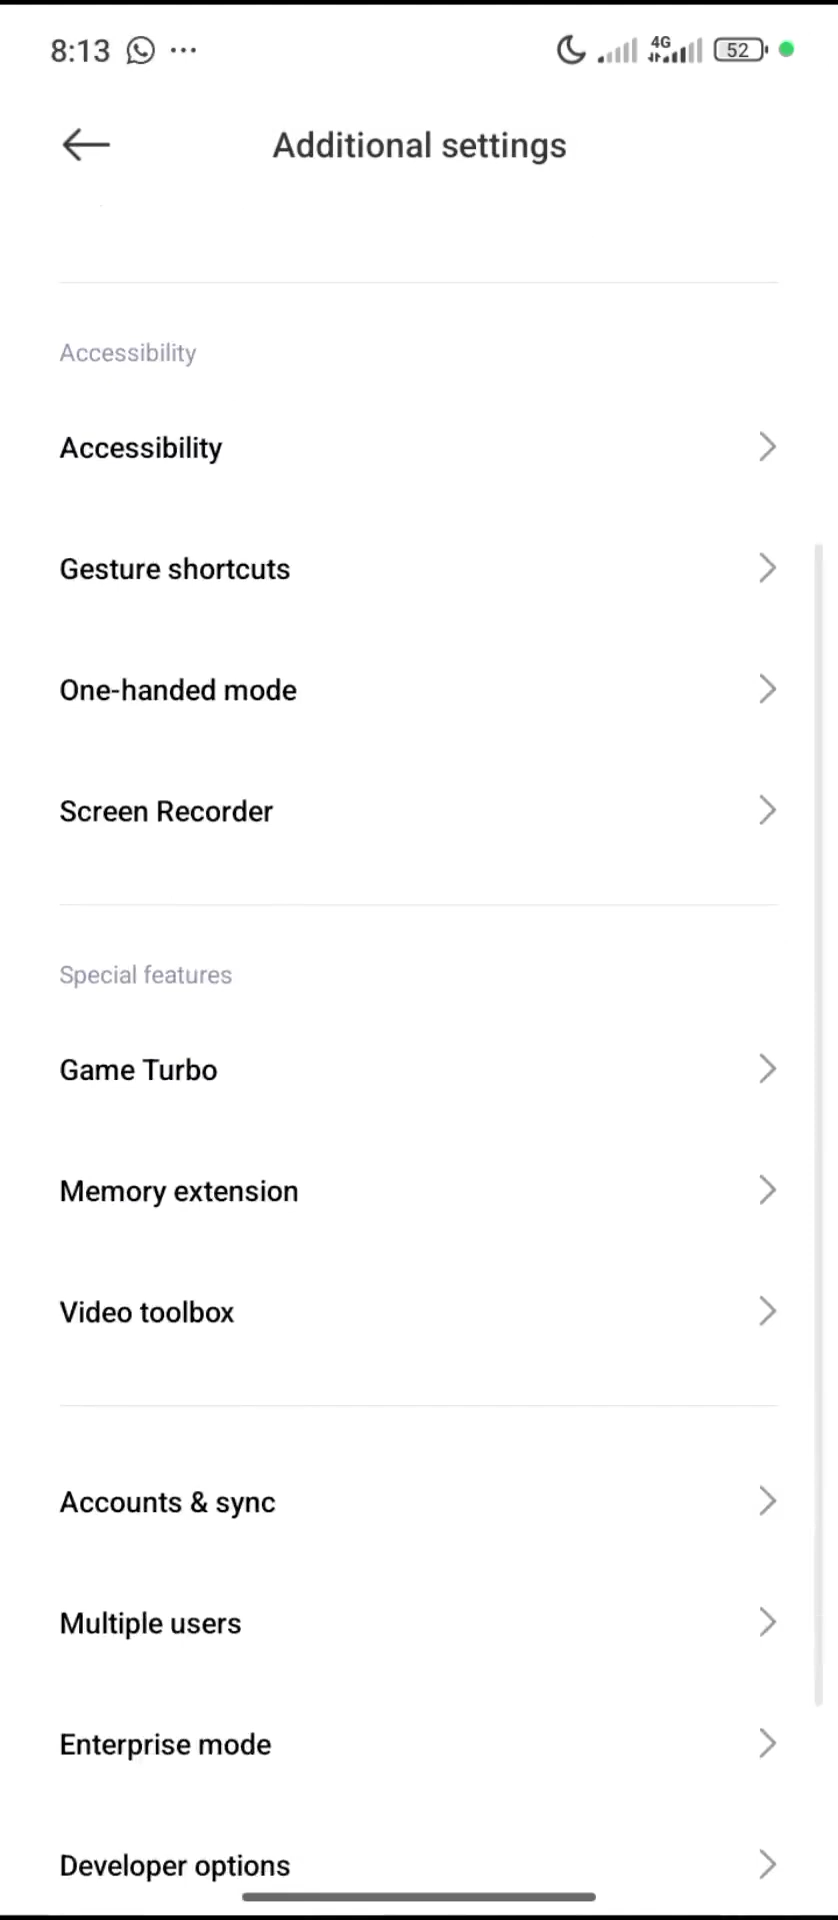 8:13 ... 4G 52
Additional settings
Accessibility
Accessibility
Gesture shortcuts
One-handed mode
Screen Recorder
Special features
Game Turbo
Memory extension
Video toolbox
Accounts & sync
Multiple users
Enterprise mode
Developer options